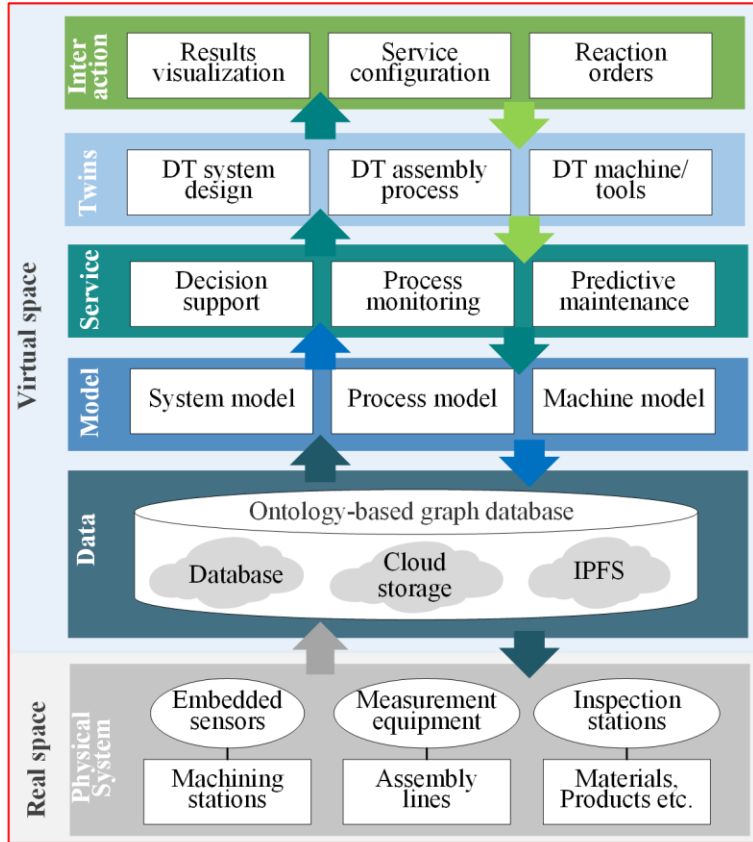 Virtual space
Inter
action
Results
visualization
Service
configuration
Reaction
orders
Twins
DT system
design
DT assembly
process
DT machine/
tools
Service
Decision
support
Process
monitoring
Predictive
maintenance
Model
System model
Process model
Machine model
Data
Ontology-based graph database
Database
Cloud
storage
IPFS
Real space
Physical
System
Embedded
sensors
Measurement
equipment
Inspection
stations
Machining
stations
Assembly
lines
Materials,
Products etc.